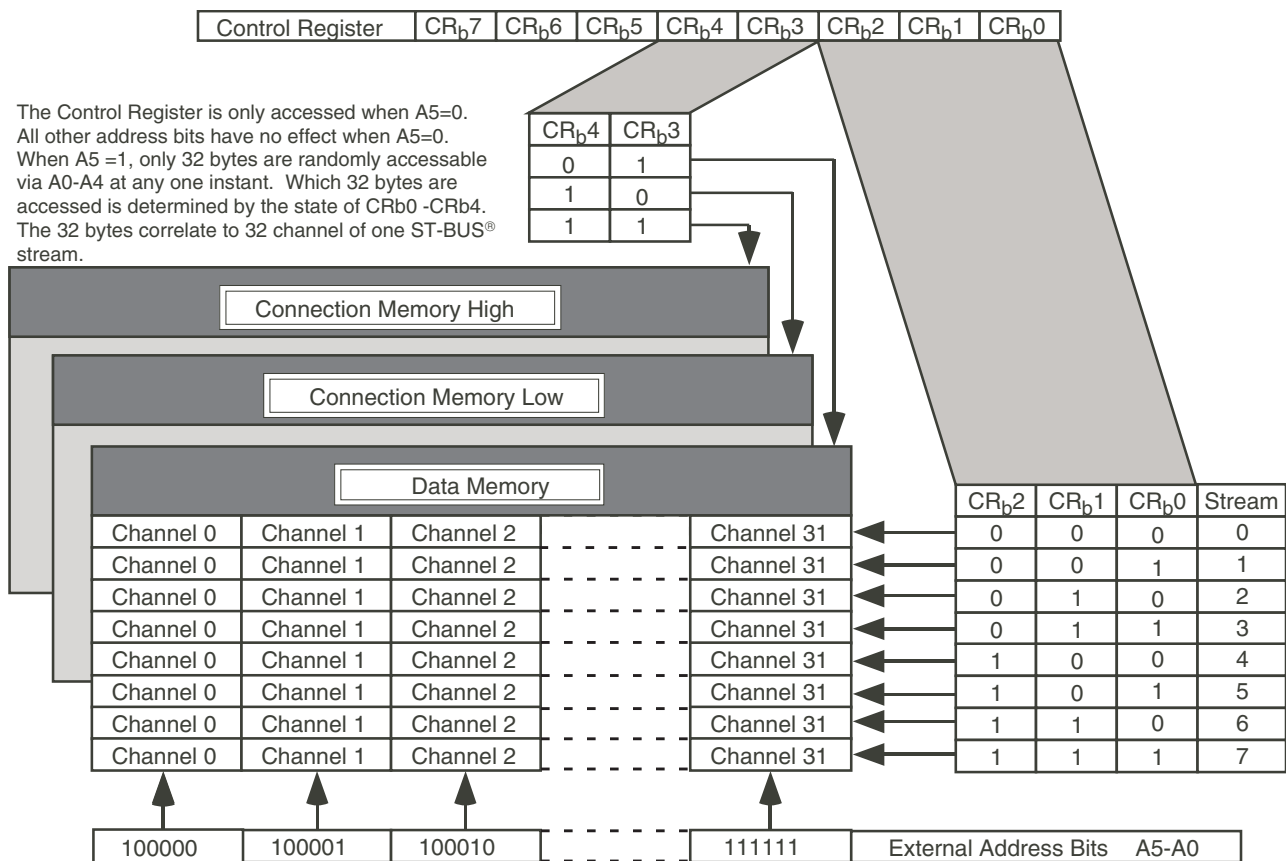 Control Register CRb7 CRb6 CRb5 CRb4 CRb3 CRb2 CRb1 CRb0
The Control Register is only accessed when A5=0.
All other address bits have no effect when A5=0.
When A5 =1, only 32 bytes are randomly accessable
via A0-A4 at any one instant. Which 32 bytes are
accessed is determined by the state of CRb0 -CRb4.
The 32 bytes correlate to 32 channel of one ST-BUS®
stream.
CRb4 CRb3
0 1
1 0
1 1
Connection Memory High
Connection Memory Low
Data Memory
Channel 0 Channel 1 Channel 2 Channel 31
Channel 0 Channel 1 Channel 2 Channel 31
Channel 0 Channel 1 Channel 2 Channel 31
Channel 0 Channel 1 Channel 2 Channel 31
Channel 0 Channel 1 Channel 2 Channel 31
Channel 0 Channel 1 Channel 2 Channel 31
Channel 0 Channel 1 Channel 2 Channel 31
Channel 0 Channel 1 Channel 2 Channel 31
CRb2 CRb1 CRb0 Stream
0 0 0 0
0 0 1 1
0 1 0 2
0 1 1 3
1 0 0 4
1 0 1 5
1 1 0 6
1 1 1 7
100000 100001 100010 111111 External Address Bits A5-A0